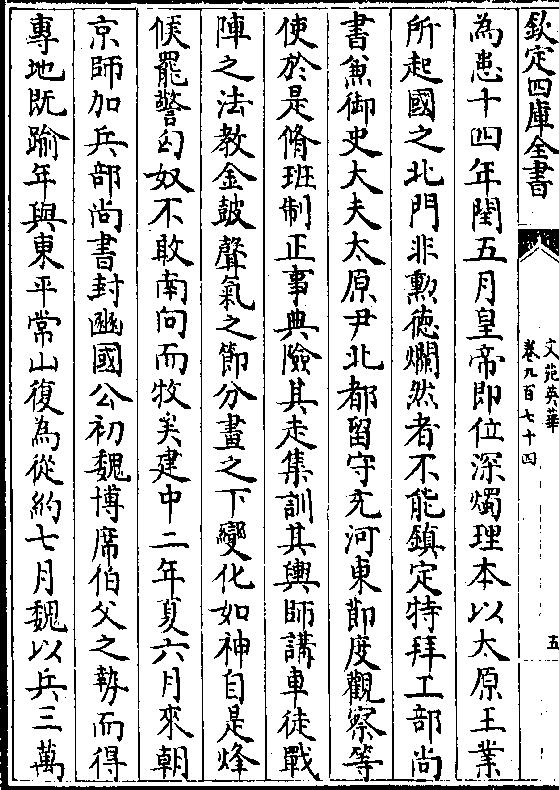 欽定四庫全書
文苑英華
卷九百七十四
五
為患十四年閏五月皇帝即位深燭理本以太原王業
所起國之北門非勲徳爛然者不能鎮定特拜工部尚
書兼御史大夫太原尹北都留守充河東節度觀察等
使於是脩班制正事典險其走集訓其輿師講車徒戰
陣之法教金鼓聲氣之節分畫之下變化如神自是烽
候罷警匈奴不敢南向而牧矣建中二年夏六月來朝
京師加兵部尚書封豳國公初魏博席伯父之勢而得
專地既踰年與東平常山復為從約七月魏以兵三萬